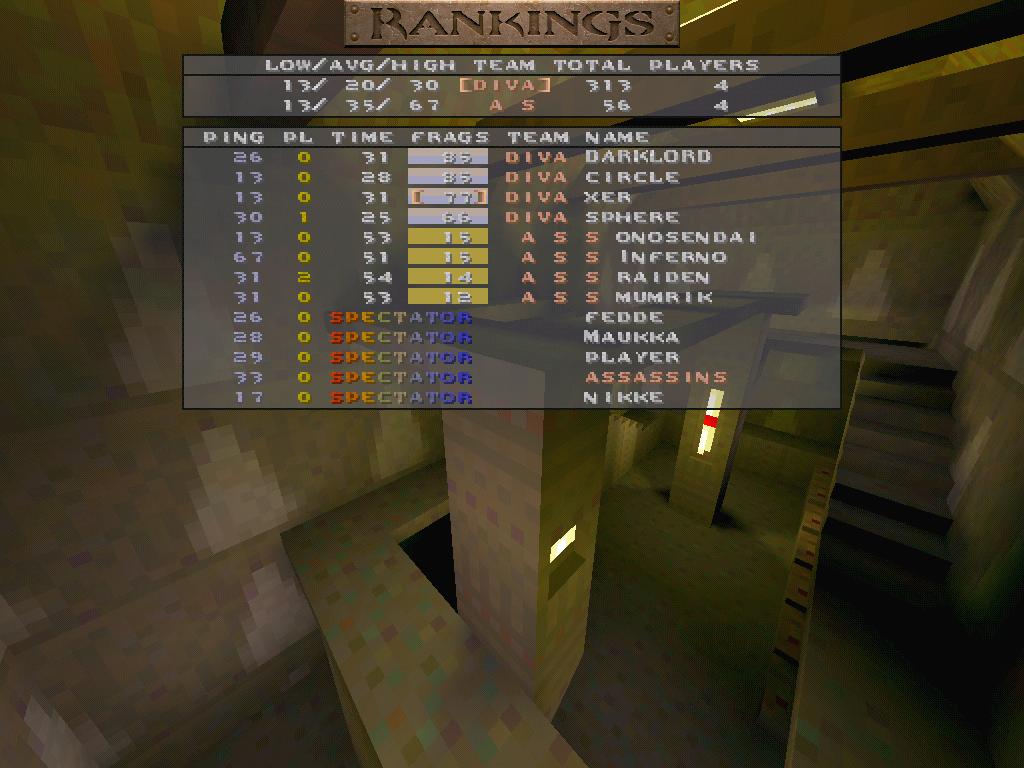 RANKINGS
LOW/AVG/HIGH TEAM TOTAL PLAYERS
13/ 20/ 30 [DIVA] 313 4
13/ 35/ 67 A S 56 4
PING PL TIME FRAGS TEAM NAME
26 0 31 85 DIVA DARKLORD
13 0 28 85 DIVA CIRCLE
13 0 31 [ 77] DIVA XER
30 1 25 66 DIVA SPHERE
13 0 53 15 A S S ONOSENDAI
67 0 51 15 A S S INFERNO
31 2 54 14 A S S RAIDEN
31 0 53 12 A S S MUMRIK
26 0 SPECTATOR FEDDE
28 0 SPECTATOR MAUKKA
29 0 SPECTATOR PLAYER
33 0 SPECTATOR ASSASSINS
17 0 SPECTATOR NIKKE